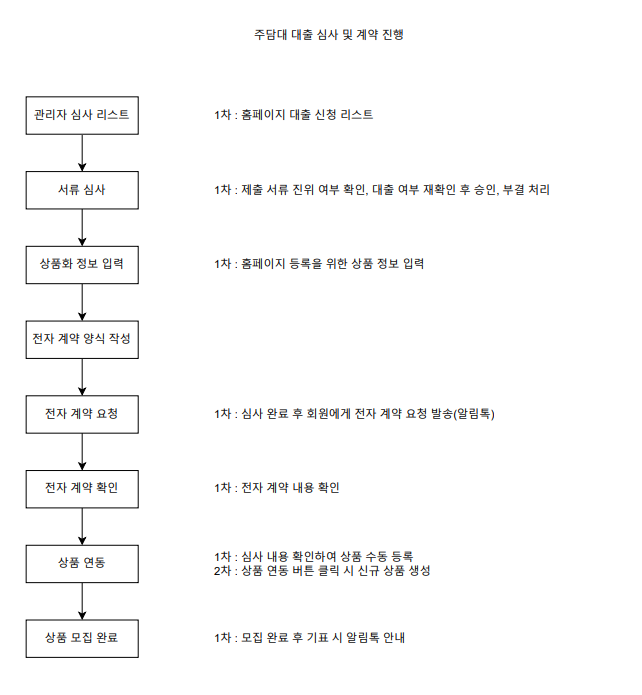 주담대 대출 심사 및 계약 진행
관리자 심사 리스트
1차 : 홈페이지 대출 신청 리스트
서류 심사
1차 : 제출 서류 진위 여부 확인, 대출 여부 재확인 후 승인, 부결 처리
상품화 정보 입력
1차 : 홈페이지 등록을 위한 상품 정보 입력
전자 계약 양식 작성
전자 계약 요청
1차 : 심사 완료 후 회원에게 전자 계약 요청 발송(알림톡)
전자 계약 확인
1차 : 전자 계약 내용 확인
상품 연동
1차 : 심사 내용 확인하여 상품 수동 등록
2차 : 상품 연동 버튼 클릭 시 신규 상품 생성
상품 모집 완료
1차 : 모집 완료 후 기표 시 알림톡 안내